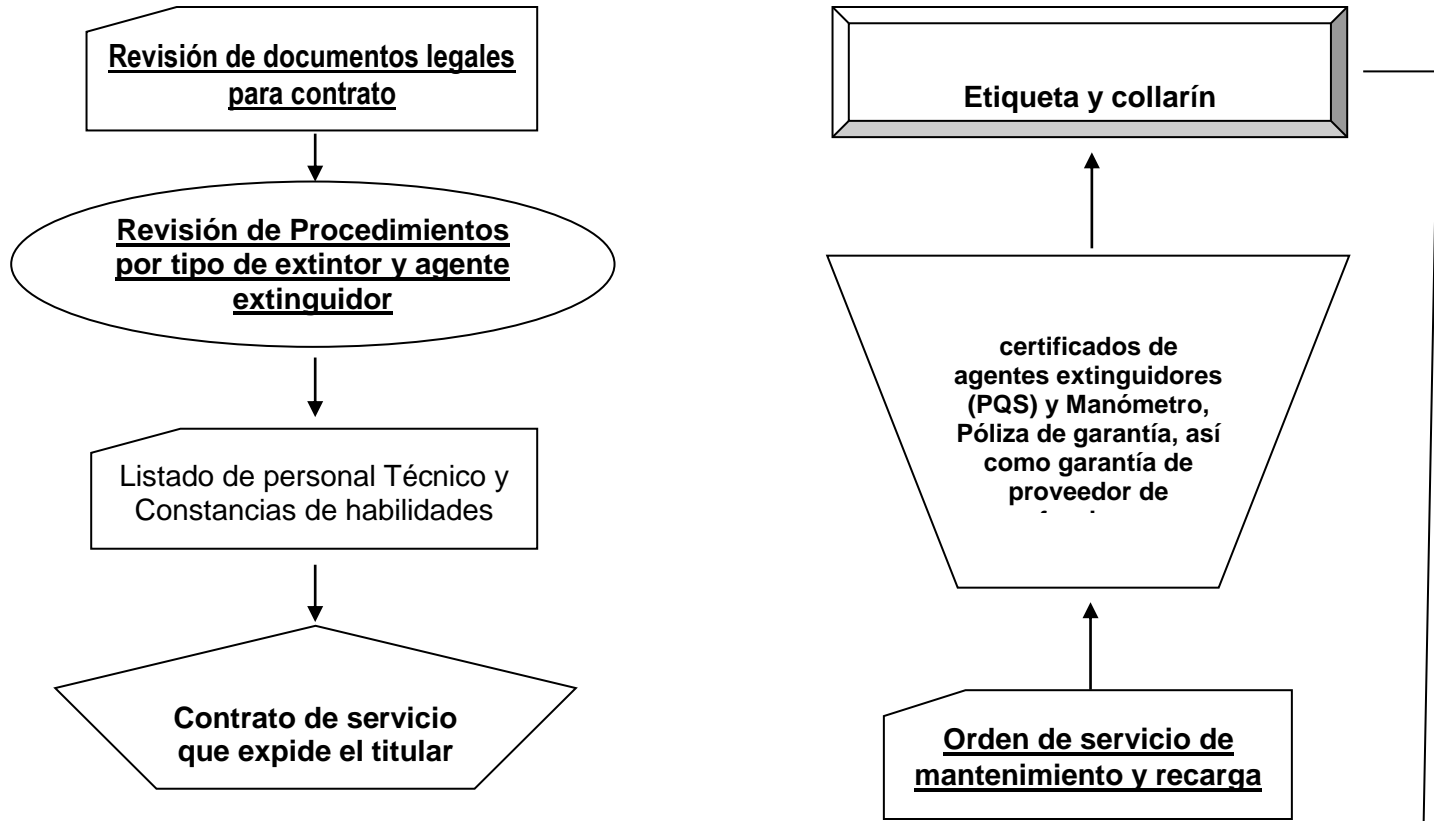 Revisión de documentos legales
para contrato
Revisión de Procedimientos
por tipo de extintor y agente
extinguidor
Listado de personal Técnico y
Constancias de habilidades
Contrato de servicio
que expide el titular
Etiqueta y collarín
certificados de
agentes extinguidores
(PQS) y Manómetro,
Póliza de garantía, así
como garantía de
proveedor de
Orden de servicio de
mantenimiento y recarga